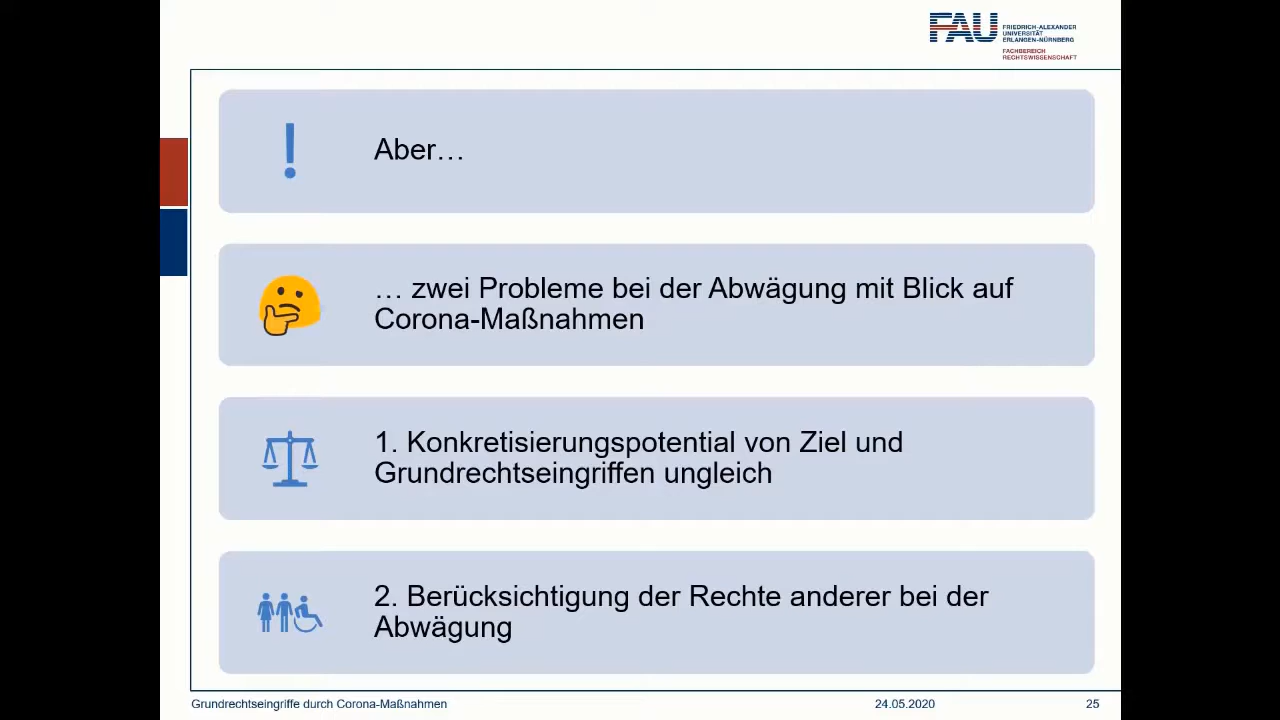 FAU
FRIEDRICH-ALEXANDER
UNIVERSITÄT
ERLANGEN-NÜRNBERG
FACHBEREICH
RECHTSWISSENSCHAFT
Aber…
… zwei Probleme bei der Abwägung mit Blick auf
Corona-Maßnahmen
1. Konkretisierungspotential von Ziel und
Grundrechtseingriffen ungleich
2. Berücksichtigung der Rechte anderer bei der
Abwägung
Grundrechtseingriffe durch Corona-Maßnahmen
24.05.2020
25